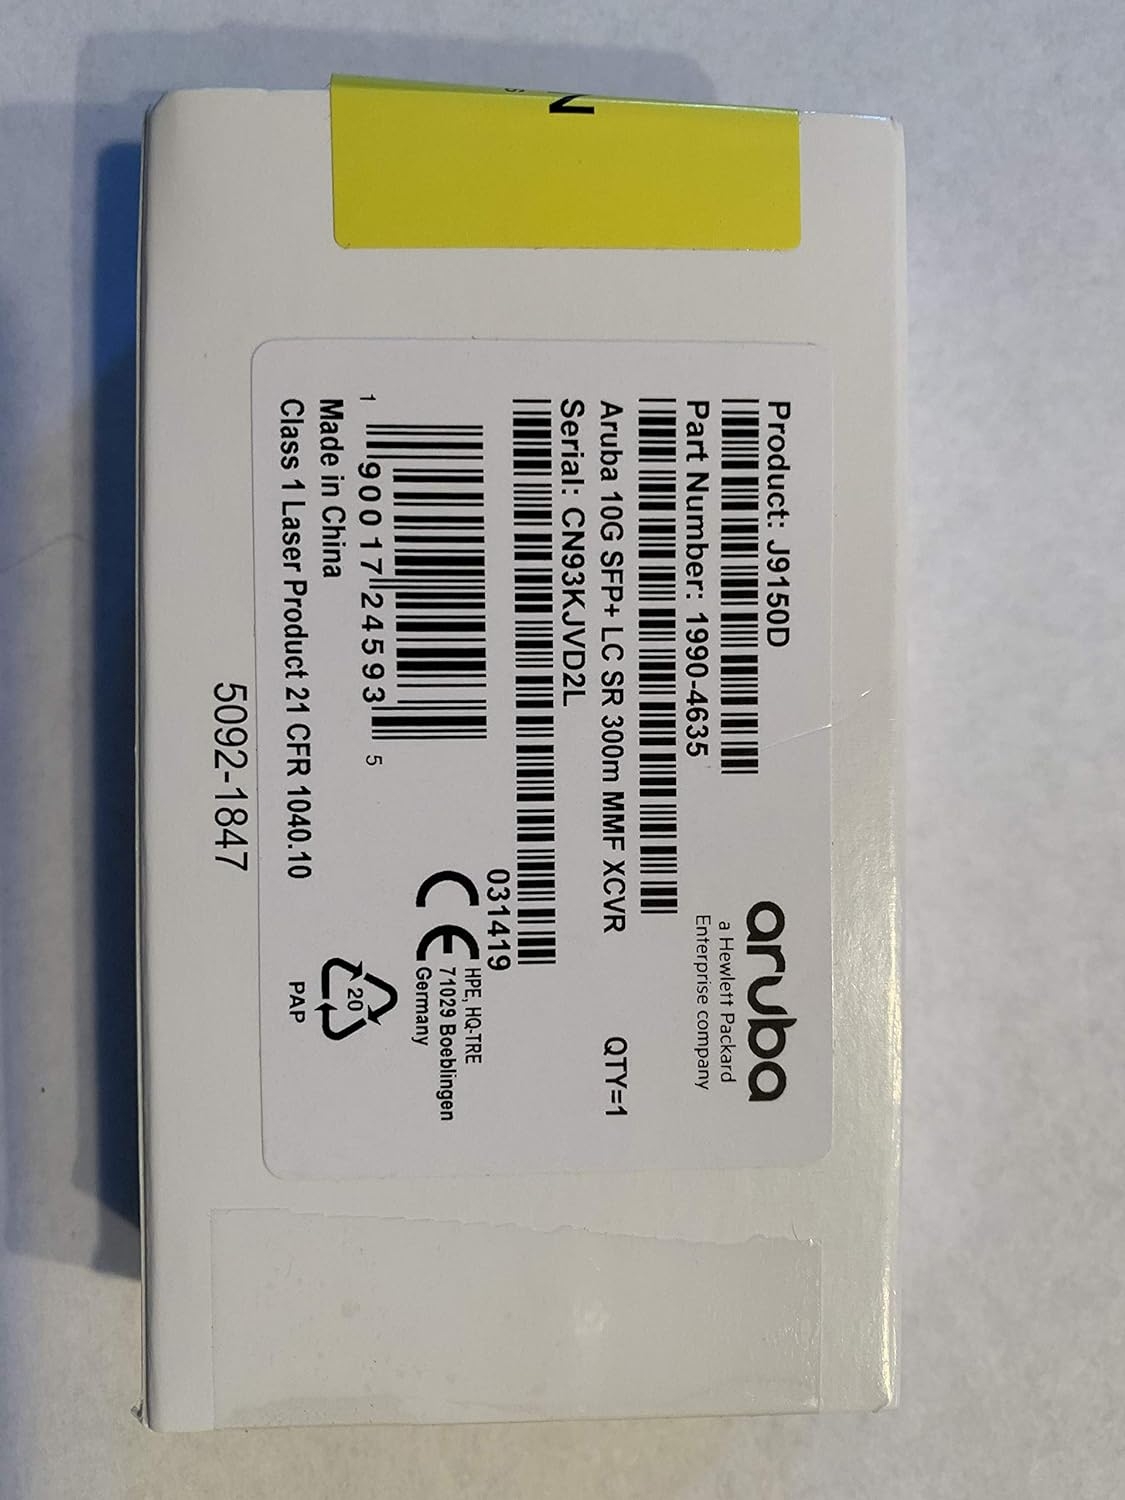 N
Product: J9150D
aruba
a Hewlett Packard
Enterprise company
Part Number: 1990-4635
Aruba 10G SFP+ LC SR 300m MMF XCVR QTY=1
Serial: CN93KJVD2L
031419
1 90017 24593 5
HPE, HQ-TRE
71029 Boeblingen
Germany
CE
Made in China
20
PAP
Class 1 Laser Product 21 CFR 1040.10
5092-1847